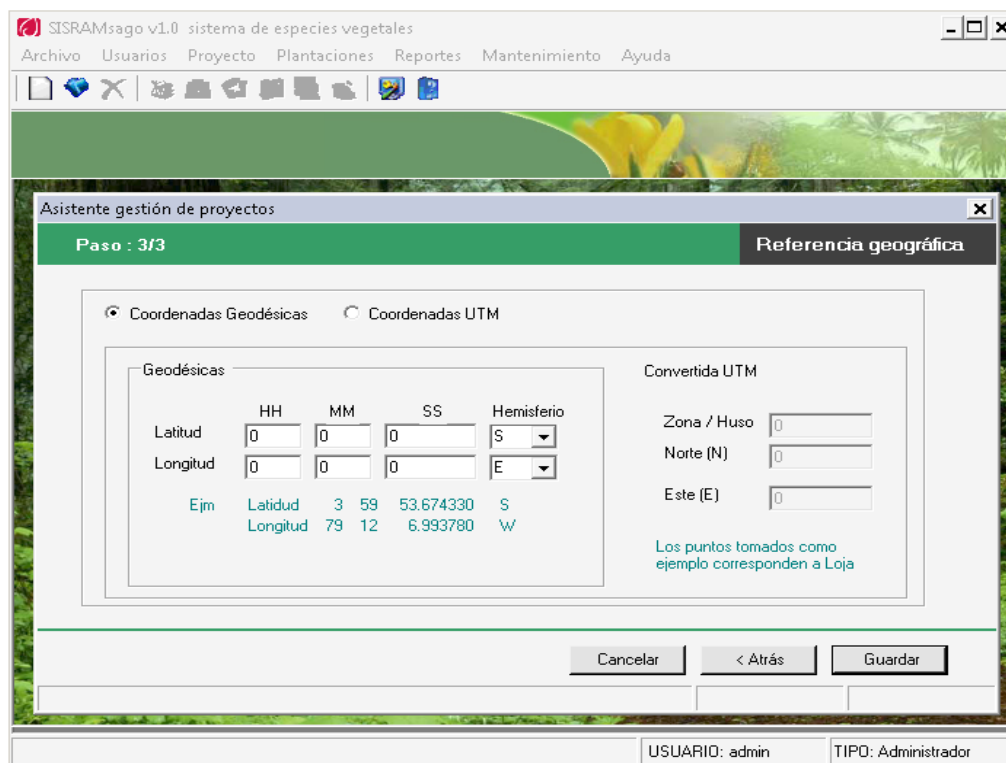 SISRAMsago v1.0 sistema de especies vegetales
Archivo Usuarios Proyecto Plantaciones Reportes Mantenimiento Ayuda
Asistente gestión de proyectos
Paso : 3/3
Referencia geográfica
Coordenadas Geodésicas
Coordenadas UTM
Geodésicas
HH MM SS Hemisferio
Latitud 0 0 0 S
Longitud 0 0 0 E
Ejm Latidud 3 59 53.674330 S
Longitud 79 12 6.993780 W
Convertida UTM
Zona / Huso 0
Norte (N) 0
Este (E) 0
Los puntos tomados como
ejemplo corresponden a Loja
Cancelar
< Atrás
Guardar
USUARIO: admin
TIPO: Administrador